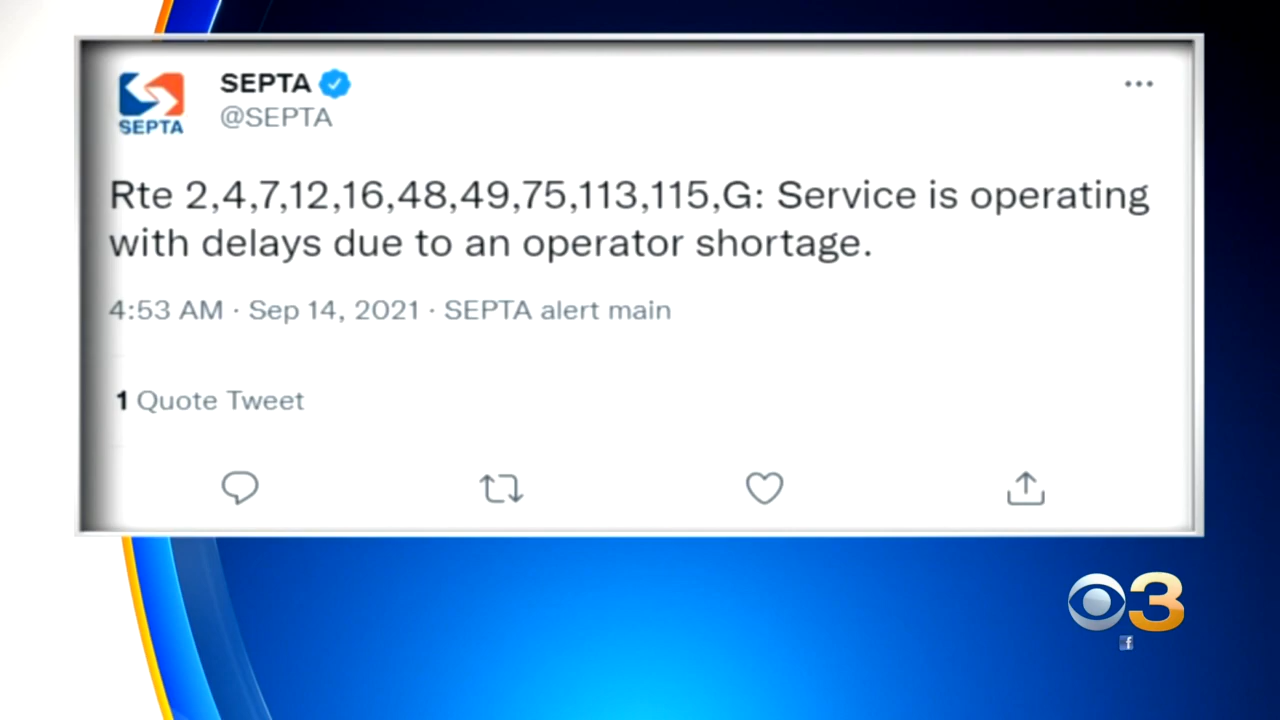 SEPTA
SEPTA
@SEPTA
Rte 2,4,7,12,16,48,49,75,113,115,G: Service is operating
with delays due to an operator shortage.
4:53 AM · Sep 14, 2021 · SEPTA alert main
1 Quote Tweet
3
f